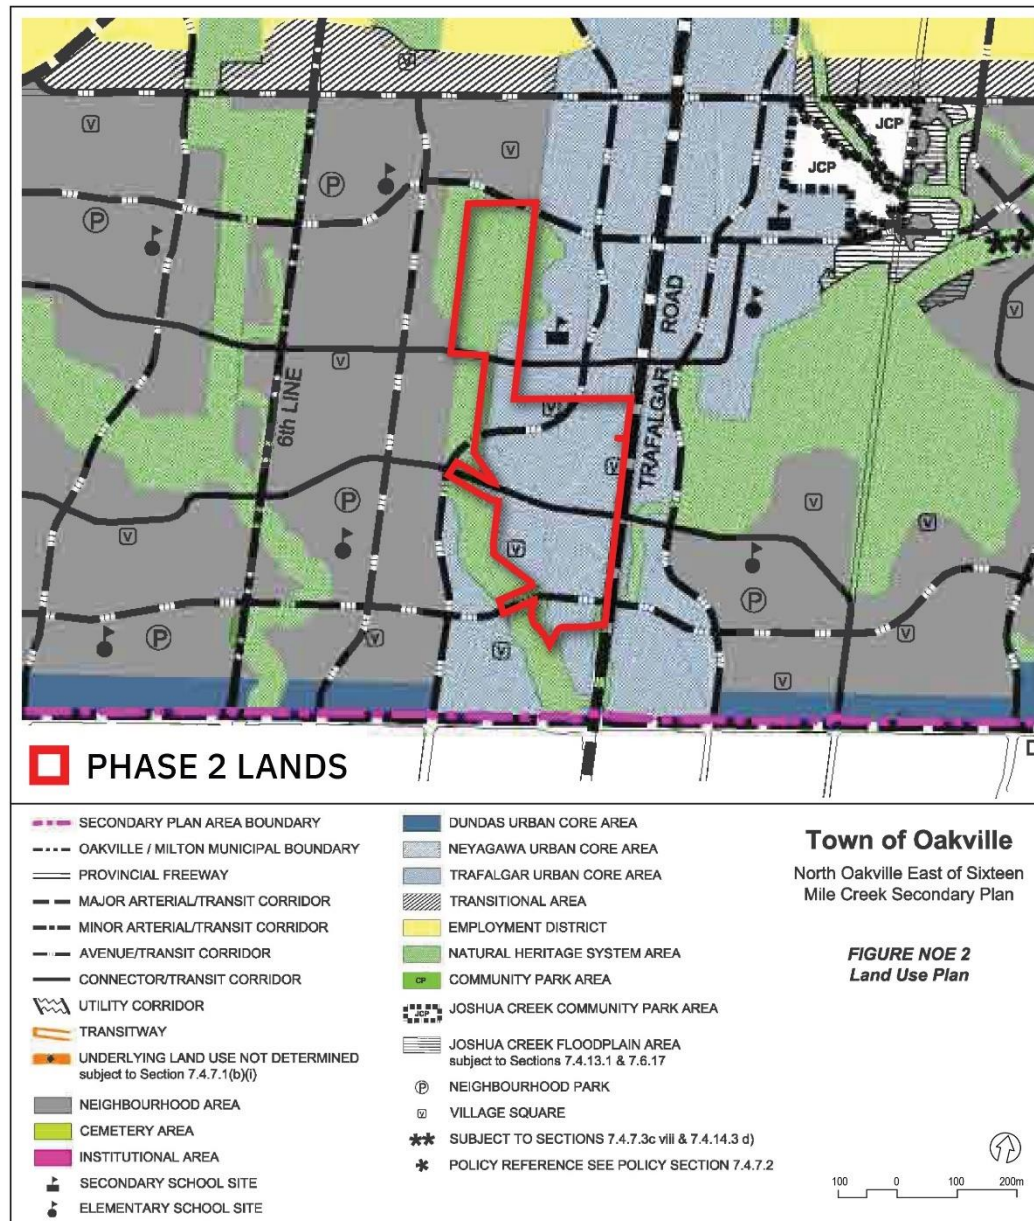 V
JCP
V
JCP
V
P
P
ROAD
V
V
6th LINE
V
V
TRAFALGAR
V
P
V
V
V
V
P
P
V
V
V
V
D
PHASE 2 LANDS
SECONDARY PLAN AREA BOUNDARY
OAKVILLE / MILTON MUNICIPAL BOUNDARY
PROVINCIAL FREEWAY
MAJOR ARTERIAL/TRANSIT CORRIDOR
MINOR ARTERIAL/TRANSIT CORRIDOR
AVENUE/TRANSIT CORRIDOR
CONNECTOR/TRANSIT CORRIDOR
UTILITY CORRIDOR
TRANSITWAY
UNDERLYING LAND USE NOT DETERMINED
subject to Section 7.4.7.1(b)(i)
NEIGHBOURHOOD AREA
CEMETERY AREA
INSTITUTIONAL AREA
SECONDARY SCHOOL SITE
ELEMENTARY SCHOOL SITE
DUNDAS URBAN CORE AREA
NEYAGAWA URBAN CORE AREA
TRAFALGAR URBAN CORE AREA
TRANSITIONAL AREA
EMPLOYMENT DISTRICT
NATURAL HERITAGE SYSTEM AREA
CP COMMUNITY PARK AREA
JCP JOSHUA CREEK COMMUNITY PARK AREA
JOSHUA CREEK FLOODPLAIN AREA
subject to Sections 7.4.13.1 & 7.6.17
P NEIGHBOURHOOD PARK
V VILLAGE SQUARE
** SUBJECT TO SECTIONS 7.4.7.3c viii & 7.4.14.3 d)
* POLICY REFERENCE SEE POLICY SECTION 7.4.7.2
Town of Oakville
North Oakville East of Sixteen
Mile Creek Secondary Plan
FIGURE NOE 2
Land Use Plan
100 0 100 200m